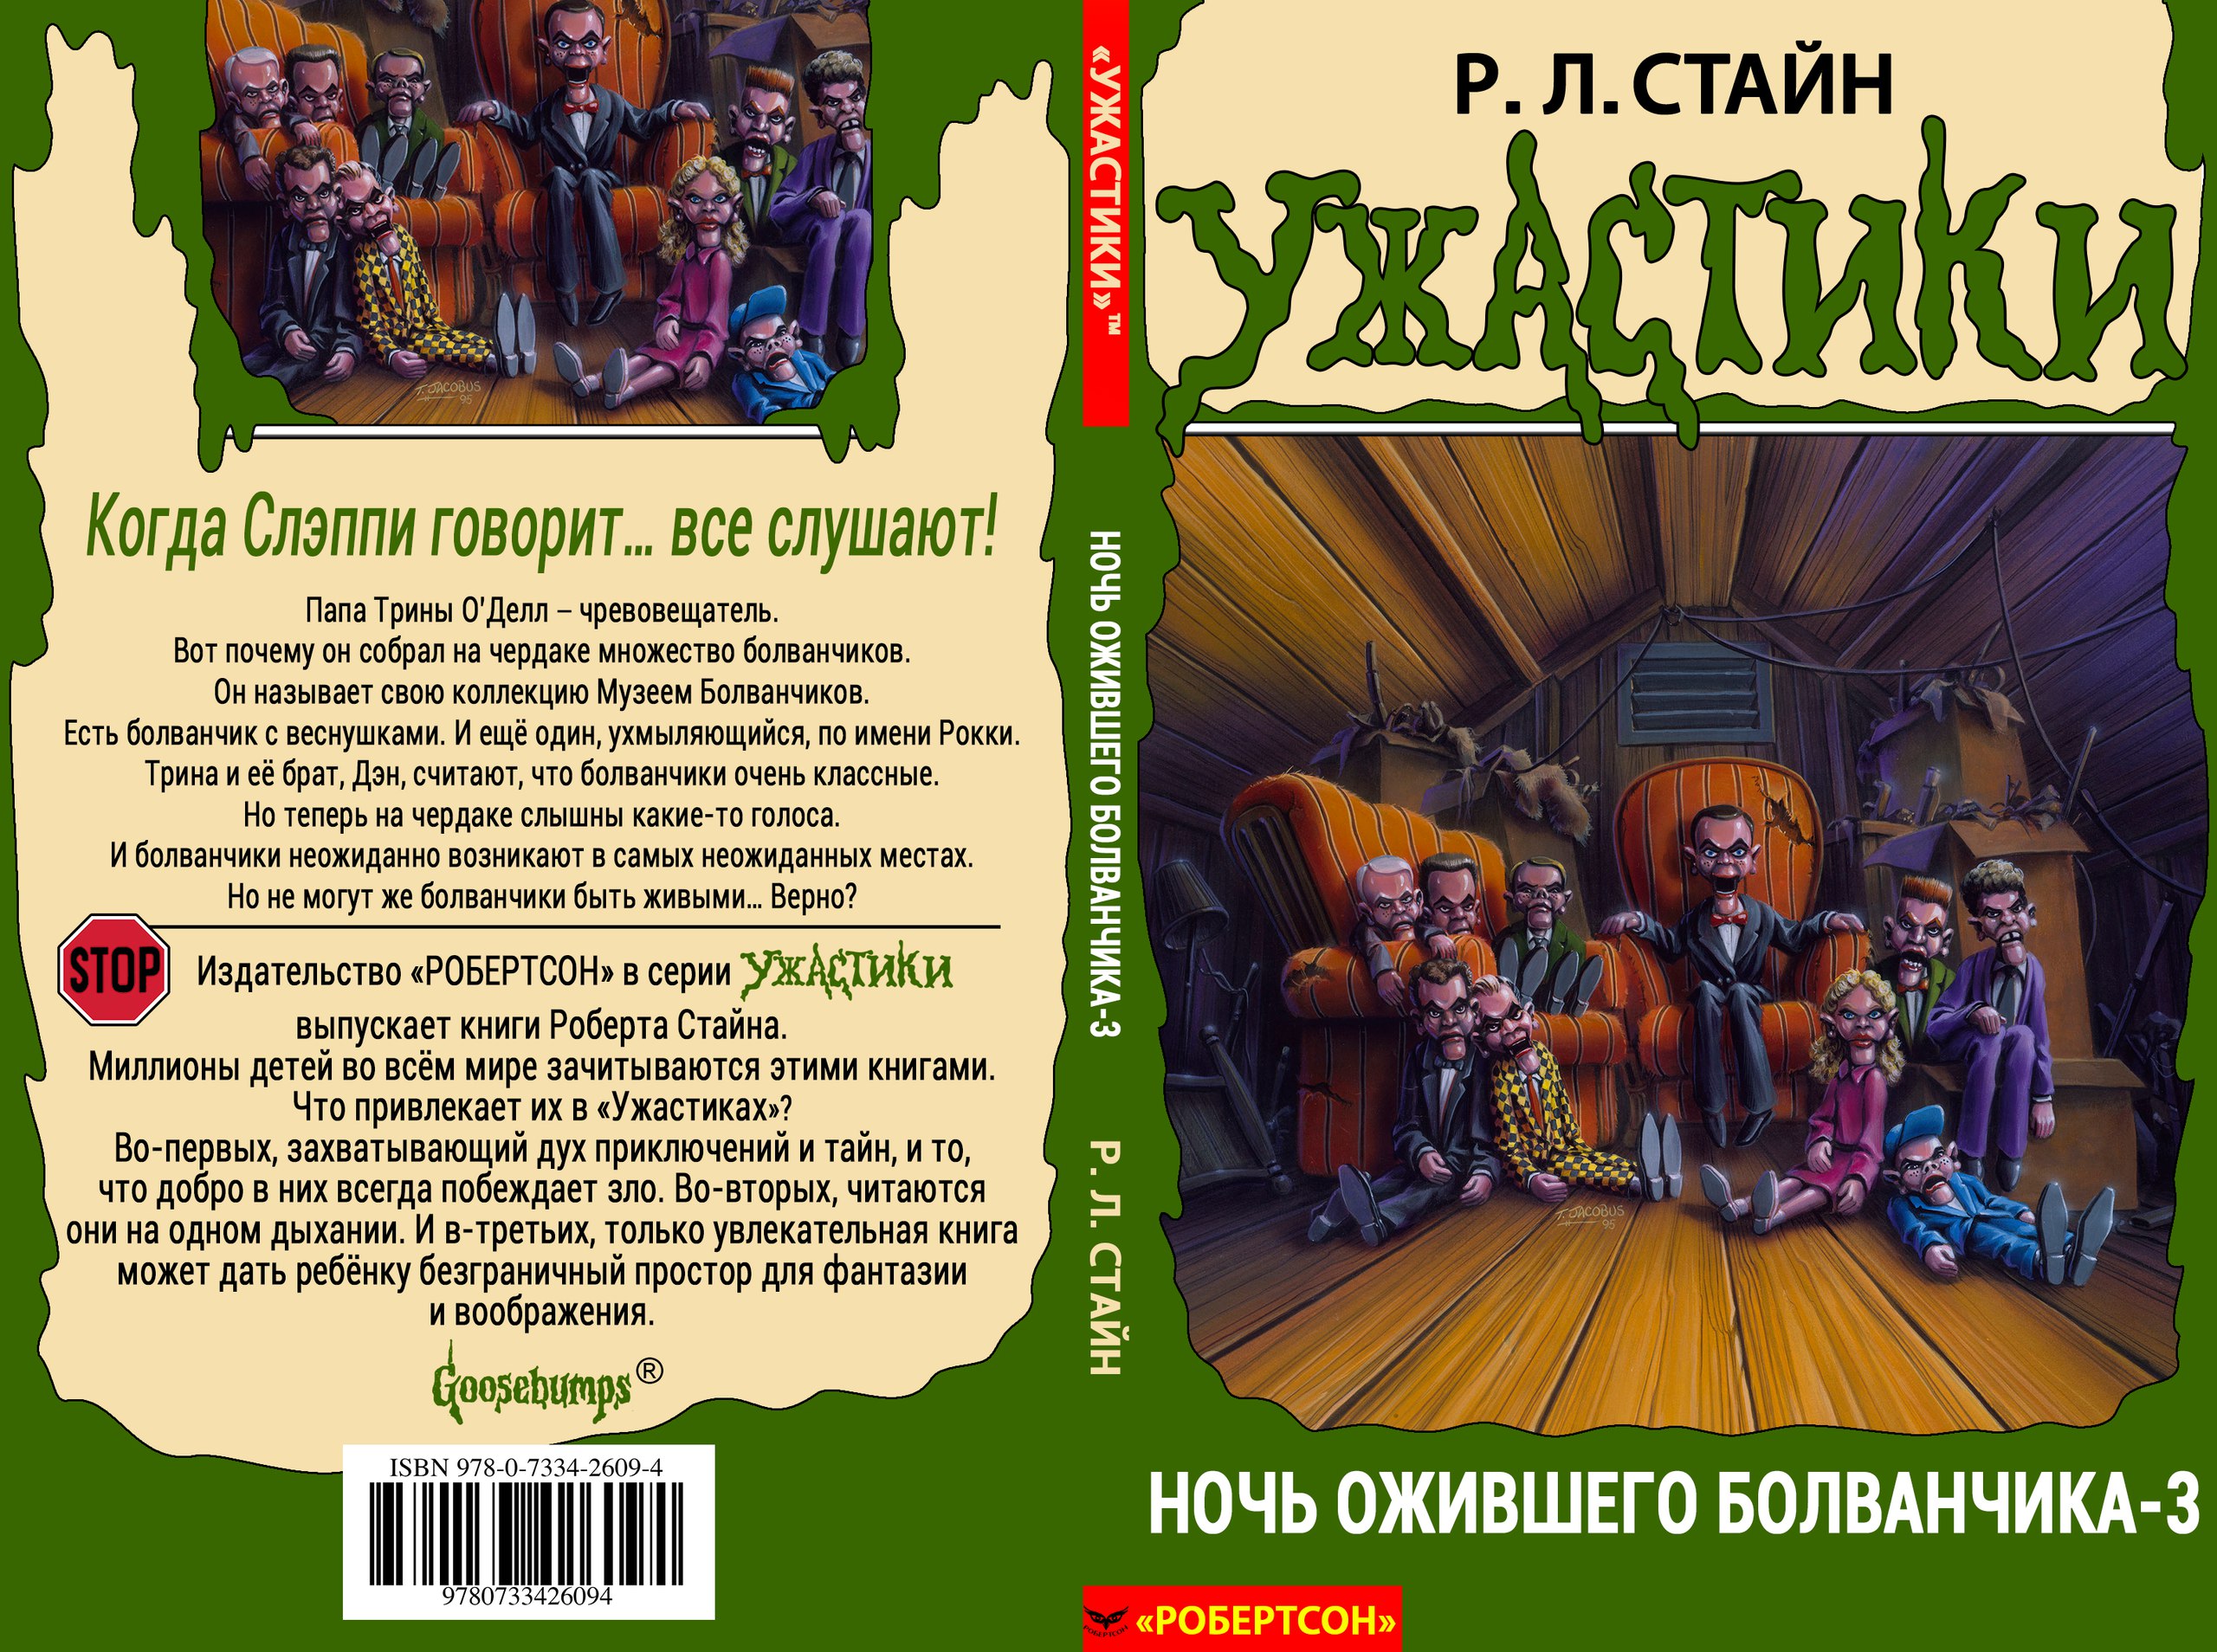 T. JACOBUS
95
Когда Слэппи говорит... все слушают!
Папа Трины О'Делл – чревовещатель.
Вот почему он собрал на чердаке множество болванчиков.
Он называет свою коллекцию Музеем Болванчиков.
Есть болванчик с веснушками. И ещё один, ухмыляющийся, по имени Рокки.
Трина и её брат, Дэн, считают, что болванчики очень классные.
Но теперь на чердаке слышны какие-то голоса.
И болванчики неожиданно возникают в самых неожиданных местах.
Но не могут же болванчики быть живыми... Верно?
STOP
Издательство «РОБЕРТСОН» в серии УЖАСТИКИ
выпускает книги Роберта Стайна.
Миллионы детей во всём мире зачитываются этими книгами.
Что привлекает их в «Ужастиках»?
Во-первых, захватывающий дух приключений и тайн, и то,
что добро в них всегда побеждает зло. Во-вторых, читаются
они на одном дыхании. И в-третьих, только увлекательная книга
может дать ребёнку безграничный простор для фантазии
и воображения.
Goosebumps®
ISBN 978-0-7334-2609-4
9780733426094
«УЖАСТИКИ»™
НОЧЬ ОЖИВШЕГО БОЛВАНЧИКА-3
Р. Л. СТАЙН
Р. Л. СТАЙН
УЖАСТИКИ
T. JACOBUS
95
НОЧЬ ОЖИВШЕГО БОЛВАНЧИКА-3
РОБЕРТСОН
«РОБЕРТСОН»